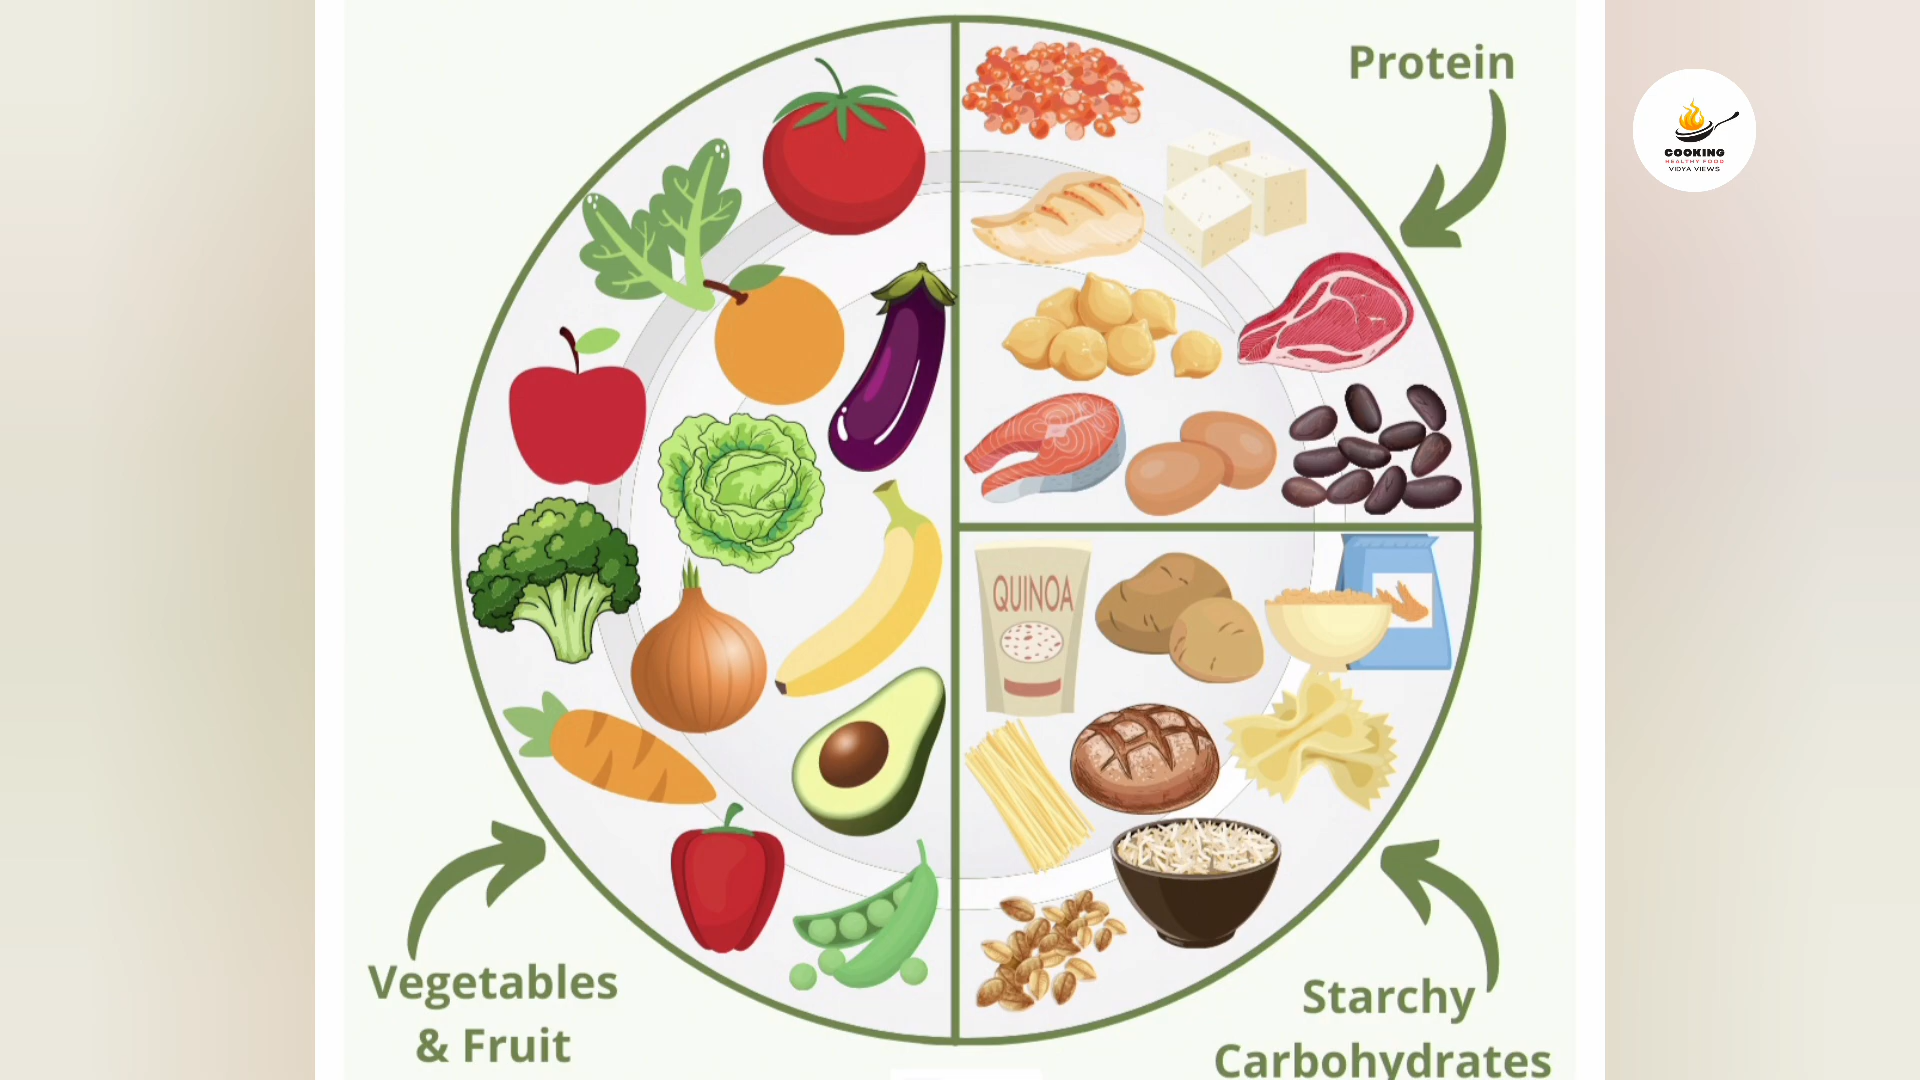 Protein
COOKING
HEALTHY FOOD
VIDYA VIEWS
QUINOA
Vegetables
& Fruit
Starchy
Carbohydrates